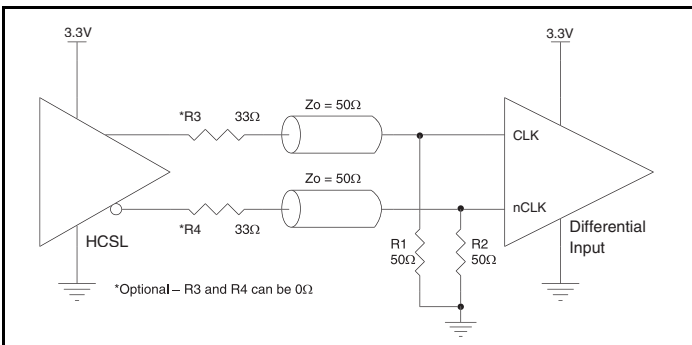 3.3V
3.3V
*R3 33Ω
Zo = 50Ω
CLK
Zo = 50Ω
nCLK
*R4 33Ω
HCSL
R1
50Ω
R2
50Ω
Differential
Input
*Optional – R3 and R4 can be 0Ω